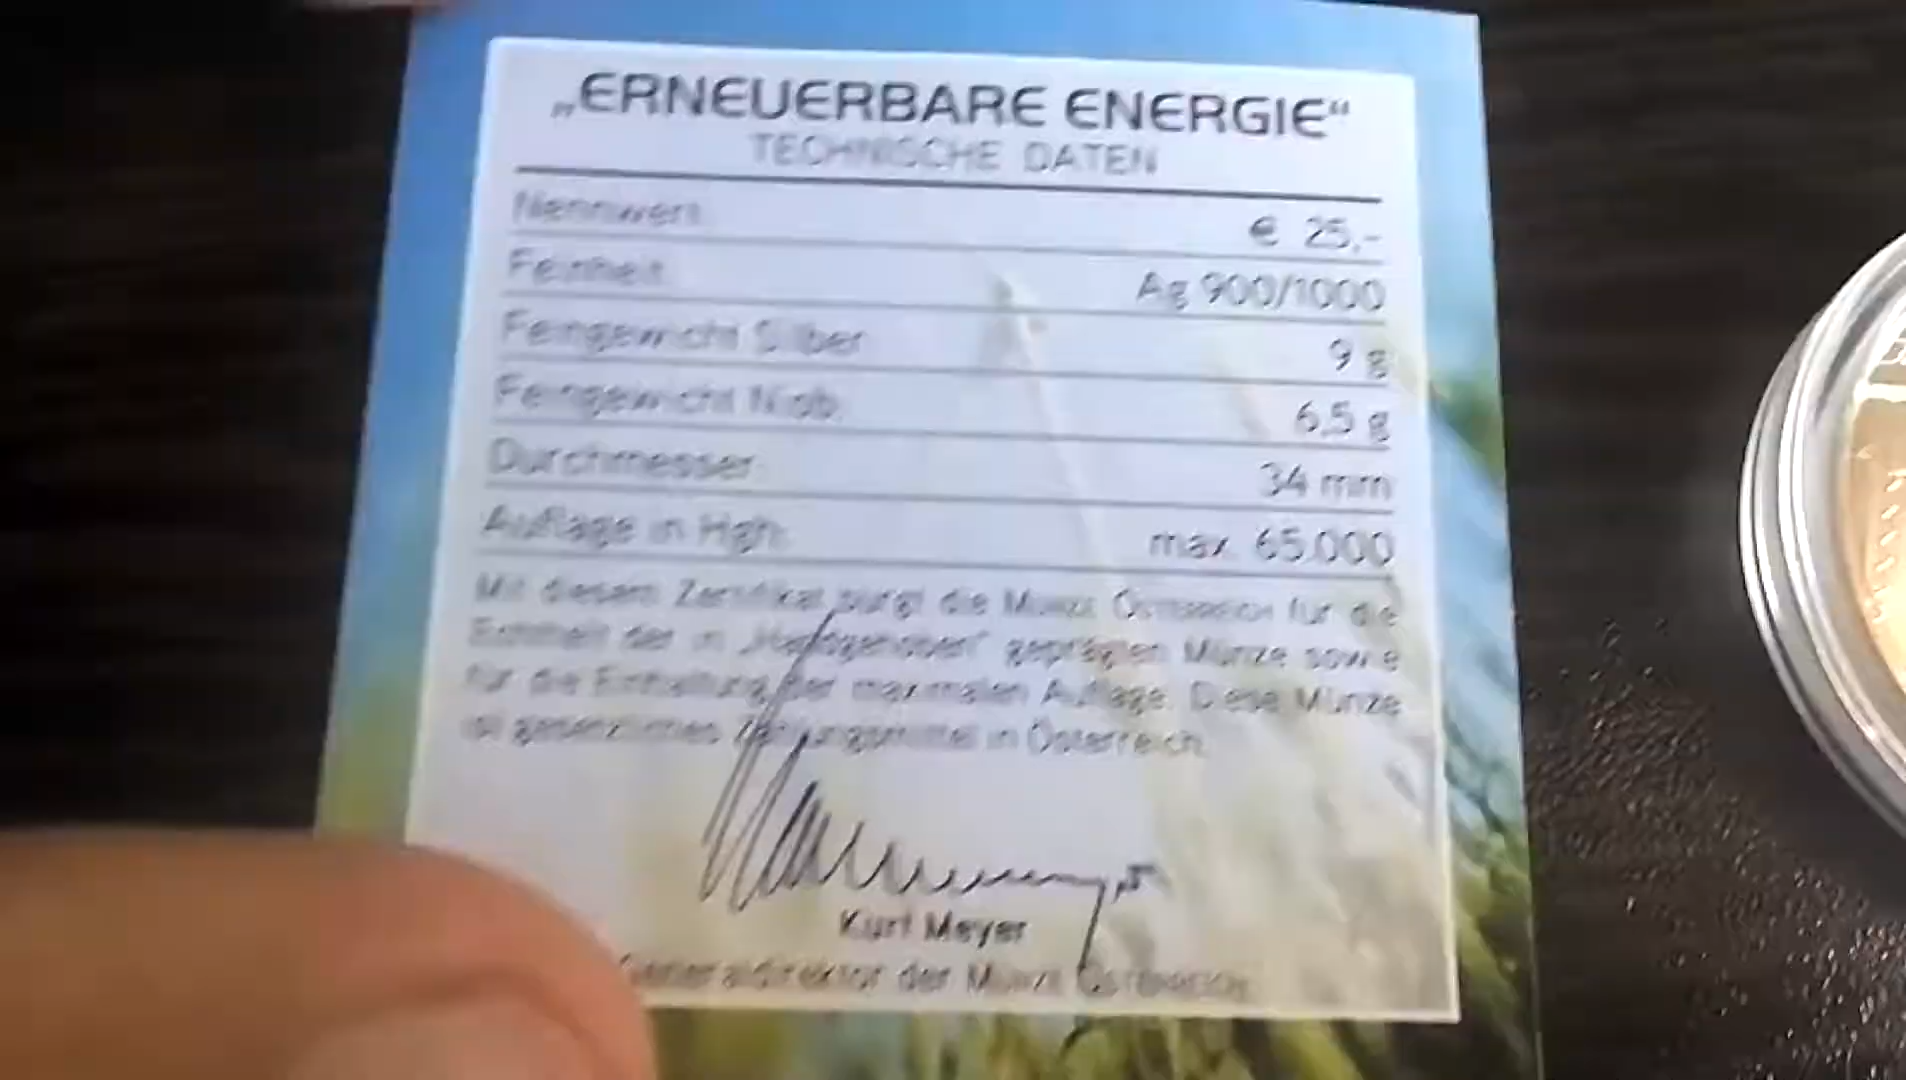 „ERNEUERBARE ENERGIE“
TECHNISCHE DATEN
Nennwert: € 25,-
Feinheit: Ag 900/1000
Feingewicht Silber: 9 g
Feingewicht Niob: 6,5 g
Durchmesser: 34 mm
Auflage in Hgh: max. 65.000
Mit diesem Zertifikat bürgt die Münze Österreich für die
Echtheit der in „Handgehoben“ geprägten Münze sowie
für die Einhaltung der maximalen Auflage. Diese Münze
ist gesetzliches Zahlungsmittel in Österreich.
Kurt Meyer
Generaldirektor der Münze Österreich